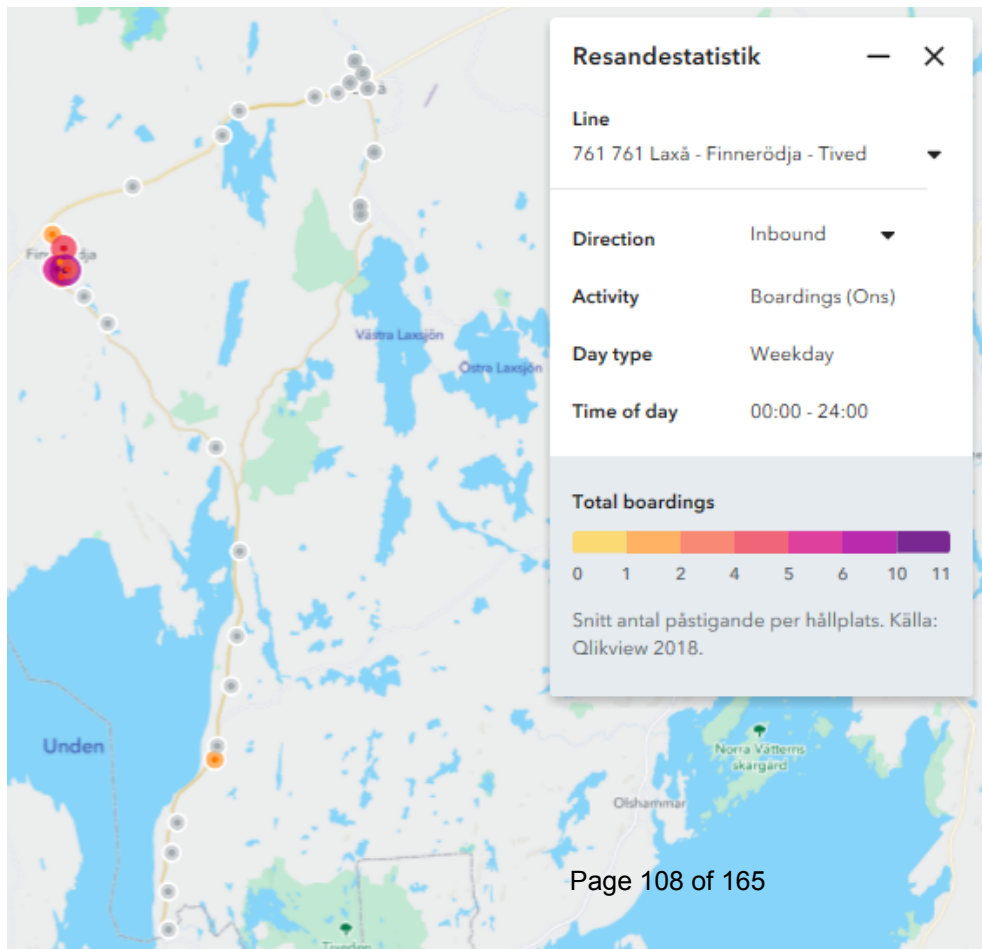 Resandestatistik
Line
761 761 Laxå - Finnerödja - Tived
Direction
Inbound
Activity
Boardings (Ons)
Day type
Weekday
Time of day
00:00 - 24:00
Total boardings
0 1 2 4 5 6 10 11
Snitt antal påstigande per hållplats. Källa:
Qlikview 2018.
Västra Laxsjön
Östra Laxsjön
Unden
Norra Vätterns
skärgård
Olshammar
Page 108 of 165
Tiveden